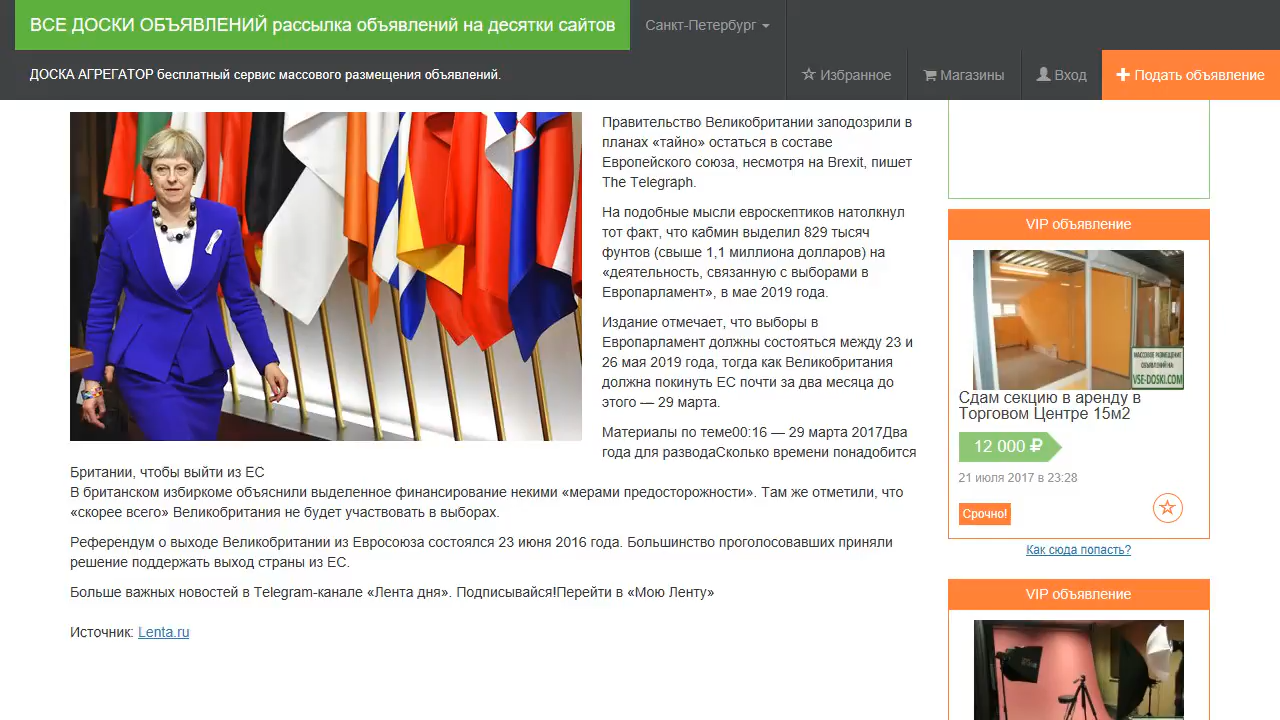 ВСЕ ДОСКИ ОБЪЯВЛЕНИЙ рассылка объявлений на десятки сайтов
Санкт-Петербург
ДОСКА АГРЕГАТОР бесплатный сервис массового размещения объявлений.
Избранное
Магазины
Вход
Подать объявление
Правительство Великобритании заподозрили в
планах «тайно» остаться в составе
Европейского союза, несмотря на Brexit, пишет
The Telegraph.
На подобные мысли евроскептиков натолкнул
тот факт, что кабмин выделил 829 тысяч
фунтов (свыше 1,1 миллиона долларов) на
«деятельность, связанную с выборами в
Европарламент», в мае 2019 года.
Издание отмечает, что выборы в
Европарламент должны состояться между 23 и
26 мая 2019 года, тогда как Великобритания
должна покинуть ЕС почти за два месяца до
этого — 29 марта.
Материалы по теме00:16 — 29 марта 2017Два
года для разводаСколько времени понадобится
Британии, чтобы выйти из ЕС
В британском избиркоме объяснили выделенное финансирование некими «мерами предосторожности». Там же отметили, что
«скорее всего» Великобритания не будет участвовать в выборах.
Референдум о выходе Великобритании из Евросоюза состоялся 23 июня 2016 года. Большинство проголосовавших приняли
решение поддержать выход страны из ЕС.
Больше важных новостей в Telegram-канале «Лента дня». Подписывайся!Перейти в «Мою Ленту»
Источник: Lenta.ru
VIP объявление
МАССОВОЕ РАЗМЕЩЕНИЕ
ОБЪЯВЛЕНИЙ НА:
VSE-DOSKI.COM
Сдам секцию в аренду в
Торговом Центре 15м2
12 000 ₽
21 июля 2017 в 23:28
Срочно!
Как сюда попасть?
VIP объявление